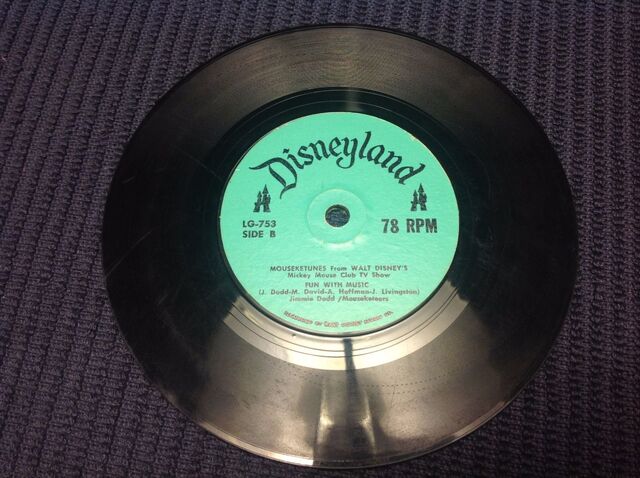 Disneyland
LG-753
SIDE B
78 RPM
MOUSEKETUNES From WALT DISNEY'S
Mickey Mouse Club TV Show
FUN WITH MUSIC
(J. Dodd-M. David-A. Hoffman-J. Livingston)
Jimmie Dodd /Mouseketeers